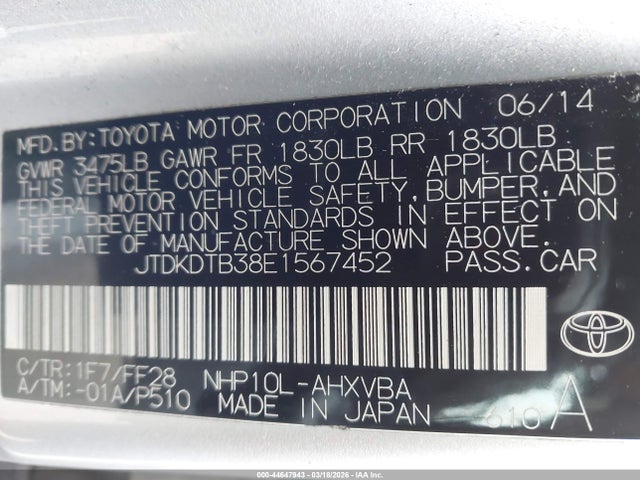 MFD.BY:TOYOTA MOTOR CORPORATION 06/14
GVWR 3475LB GAWR FR 1830LB RR 1830LB
THIS VEHICLE CONFORMS TO ALL APPLICABLE
FEDERAL MOTOR VEHICLE SAFETY,BUMPER,AND
THEFT PREVENTION STANDARDS IN EFFECT ON
THE DATE OF MANUFACTURE SHOWN ABOVE.
JTDKDTB38E1567452 PASS.CAR
C/TR:1F7/FF28 NHP10L-AHXVBA
A/TM:-01A/P510 MADE IN JAPAN 610 A
000-44647943 - 03/18/2026 - IAAI, Inc.